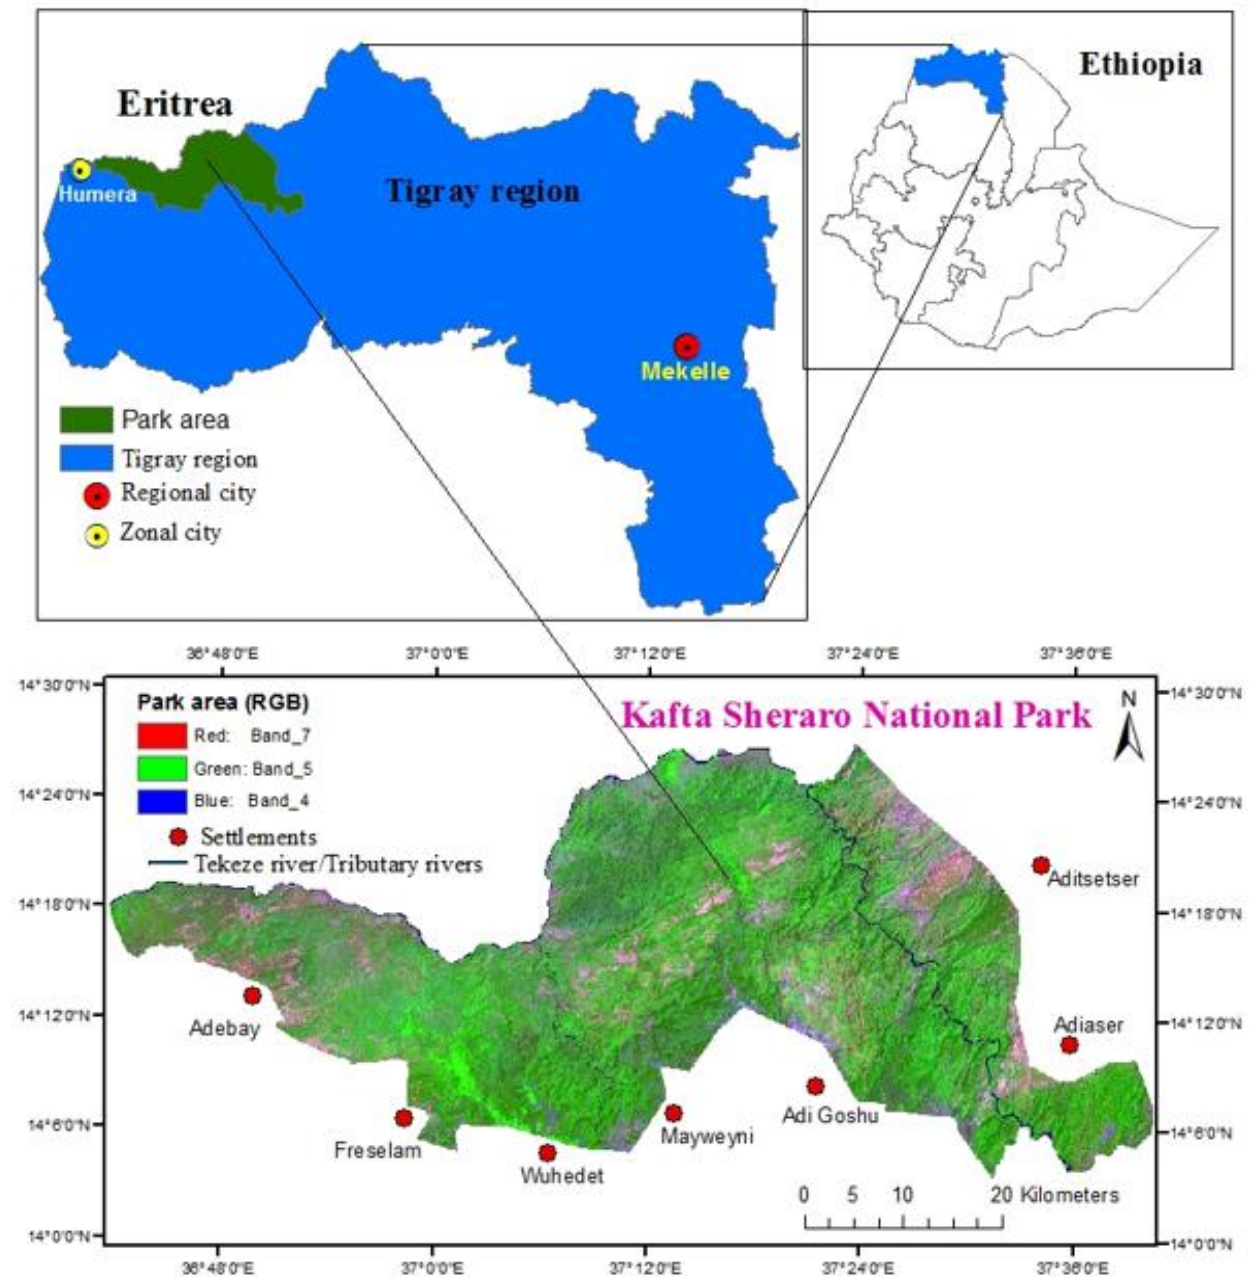 Eritrea
Ethiopia
Humera
Tigray region
Mekelle
Park area
Tigray region
Regional city
Zonal city
36°48'0"E 37°0'0"E 37°12'0"E 37°24'0"E 37°36'0"E
14°30'0"N 14°30'0"N
Park area (RGB)
Kafta Sheraro National Park
N
Red: Band_7
Green: Band_5
Blue: Band_4
Settlements
Tekeze river/Tributary rivers
14°24'0"N 14°24'0"N
Aditsetser
14°18'0"N 14°18'0"N
Adebay
Adiaser
14°12'0"N 14°12'0"N
Adi Goshu
Mayweyni
Freselam
Wuhedet
14°6'0"N 14°6'0"N
0 5 10 20 Kilometers
14°0'0"N 14°0'0"N
36°48'0"E 37°0'0"E 37°12'0"E 37°24'0"E 37°36'0"E